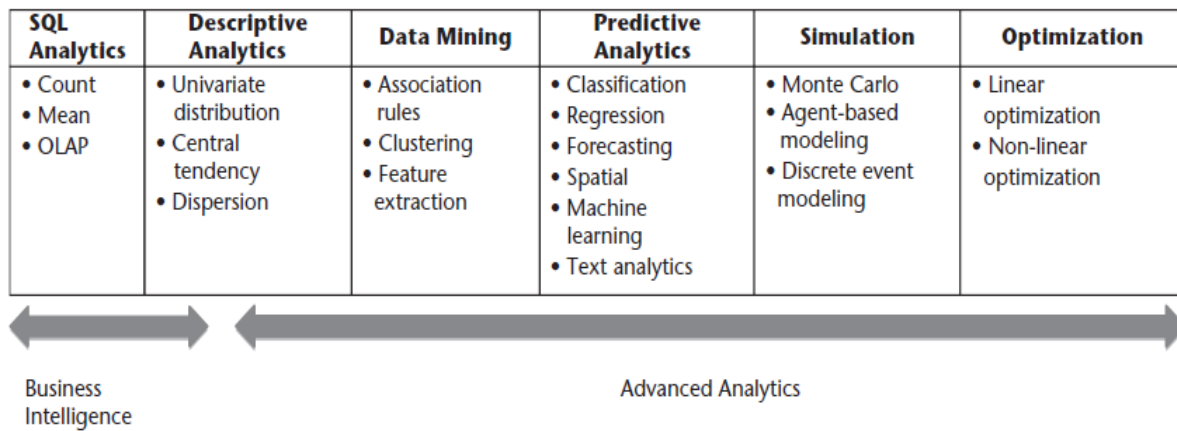 SQL
Analytics
• Count
• Mean
• OLAP
Descriptive
Analytics
• Univariate
distribution
• Central
tendency
• Dispersion
Data Mining
• Association
rules
• Clustering
• Feature
extraction
Predictive
Analytics
• Classification
• Regression
• Forecasting
• Spatial
• Machine
learning
• Text analytics
Simulation
• Monte Carlo
• Agent-based
modeling
• Discrete event
modeling
Optimization
• Linear
optimization
• Non-linear
optimization
Business
Intelligence
Advanced Analytics